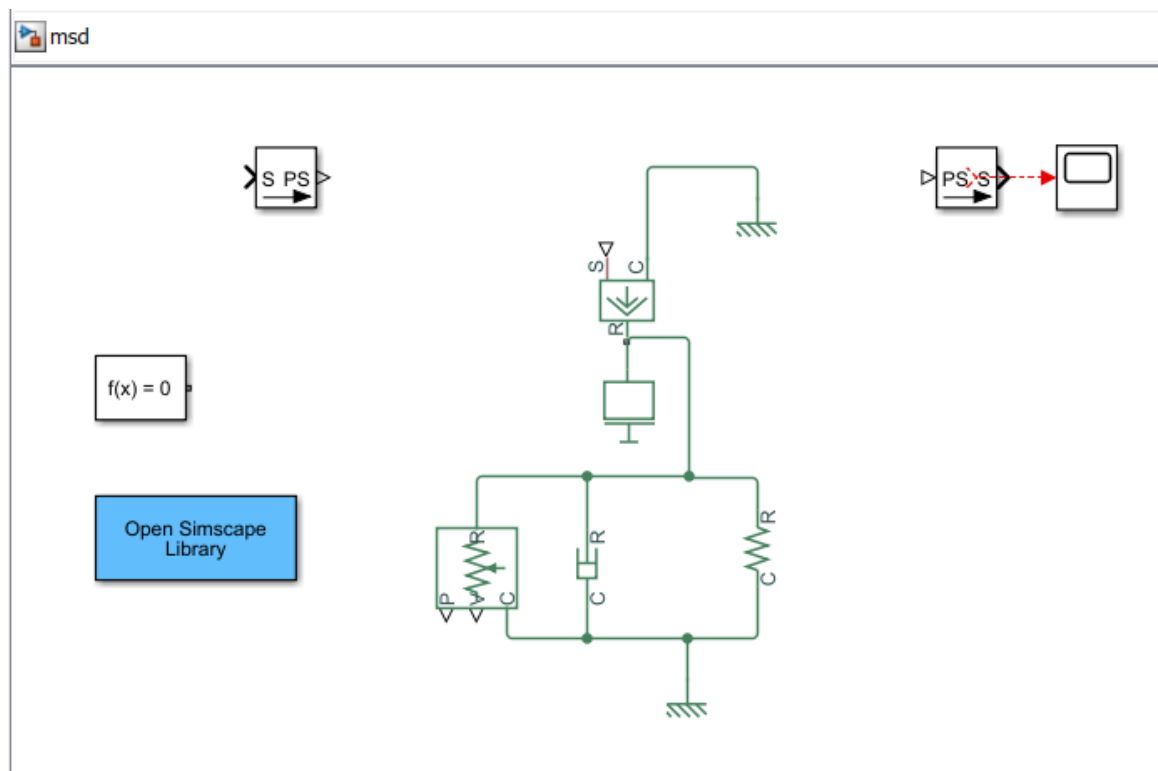 msd
S PS
PS S
S
C
R
f(x) = 0
Open Simscape
Library
R
R
R
P
V
C
C
C